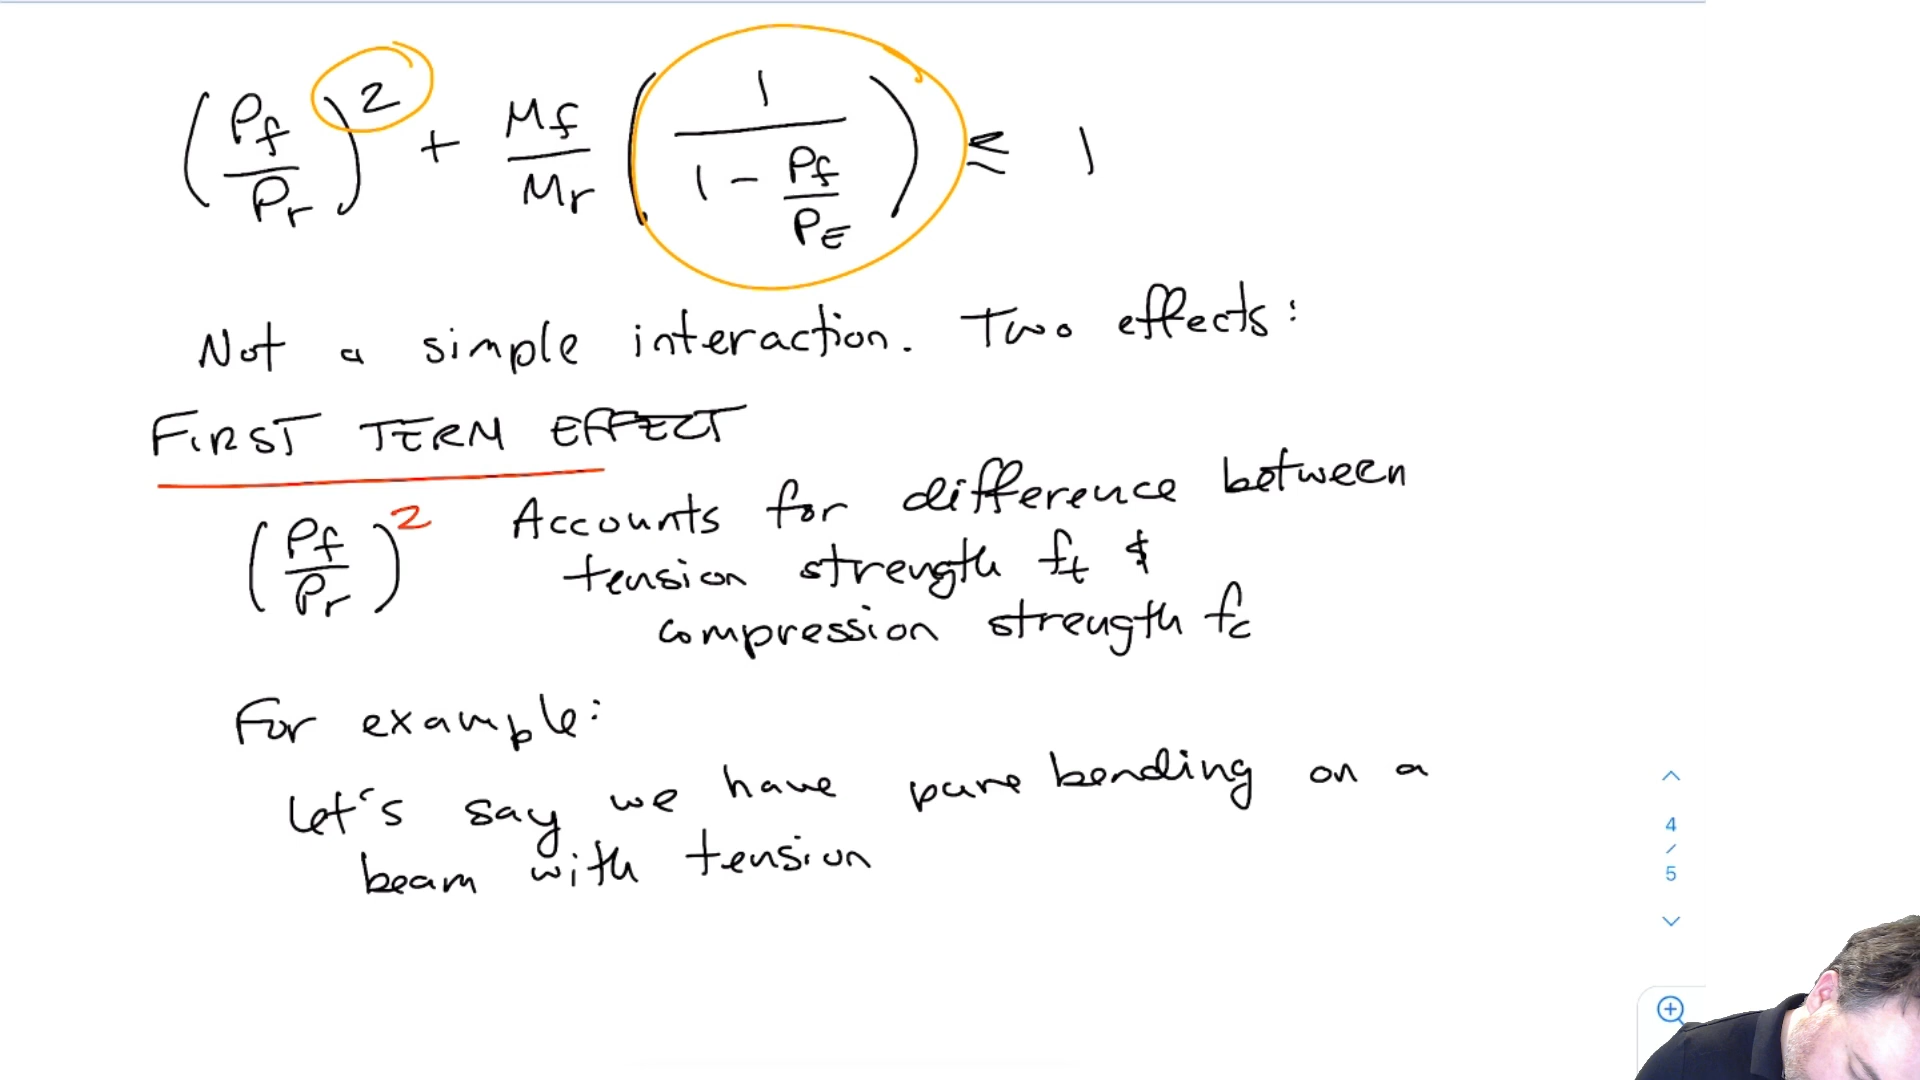 (Pf/Pr)² + Mf/Mr (1/(1 - Pf/PE)) ≤ 1
Not a simple interaction. Two effects:
FIRST TERM EFFECT
(Pf/Pr)² Accounts for difference between
tension strength ft &
compression strength fc
For example:
Let's say we have pure bending on a
beam with tension
4
/
5